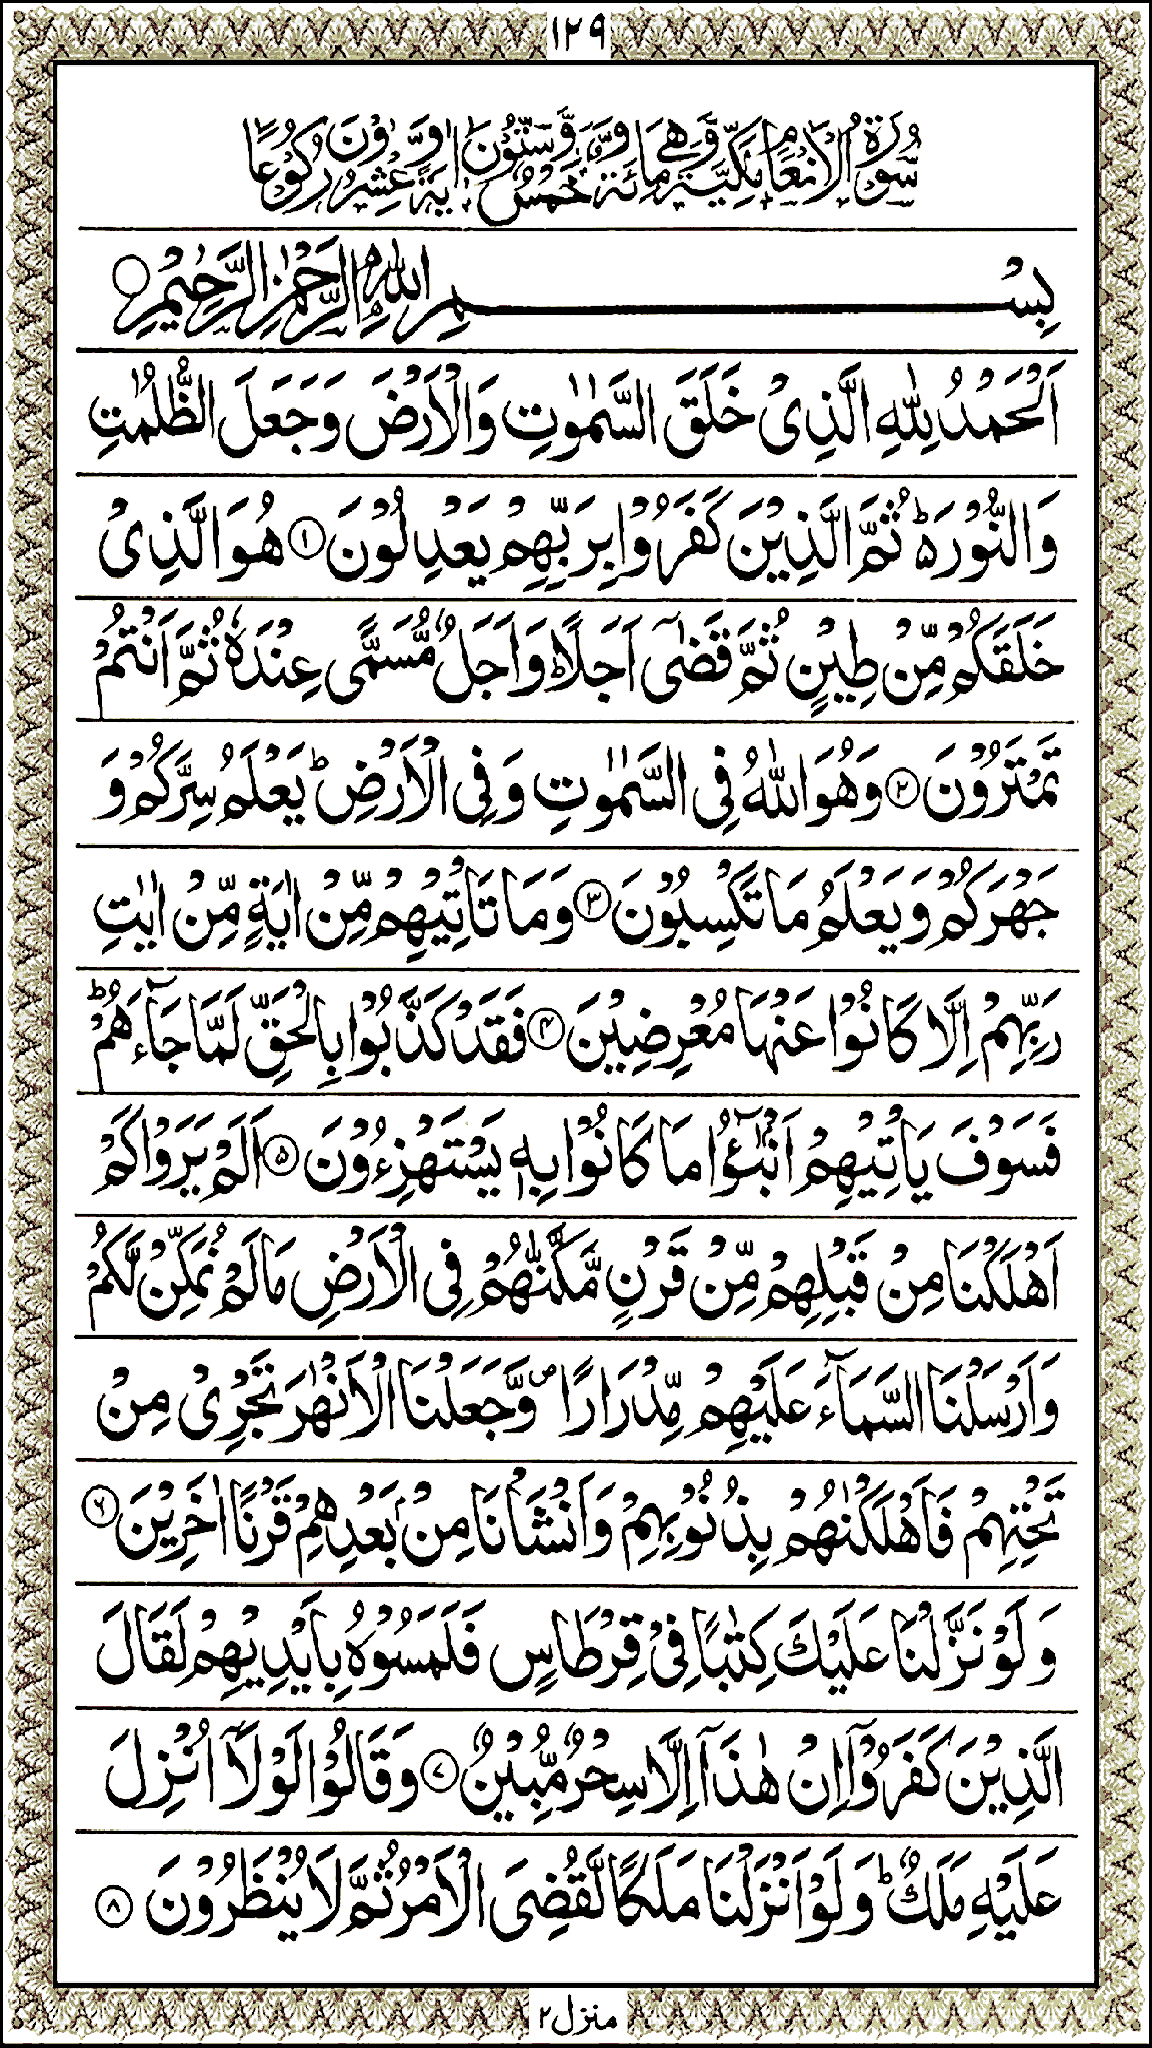 ١٢٩
سُوْرَةُ الْاَنْعَامِ مَكِّيَّةٌ وَّهِيَ مِائَةٌ وَّخَمْسٌ وَّسِتُّوْنَ اٰيَةً وَّعِشْرُوْنَ رُكُوْعًا
بِسْمِ اللّٰهِ الرَّحْمٰنِ الرَّحِيْمِ
اَلْحَمْدُ لِلّٰهِ الَّذِىْ خَلَقَ السَّمٰوٰتِ وَالْاَرْضَ وَجَعَلَ الظُّلُمٰتِ
وَالنُّوْرَ ۬ؕ ثُمَّ الَّذِيْنَ كَفَرُوْا بِرَبِّهِمْ يَعْدِلُوْنَ ١ هُوَ الَّذِىْ
خَلَقَكُمْ مِّنْ طِيْنٍ ثُمَّ قَضٰٓى اَجَلًا ؕ وَاَجَلٌ مُّسَمًّى عِنْدَهٗ ثُمَّ اَنْتُمْ
تَمْتَرُوْنَ ٢ وَهُوَ اللّٰهُ فِى السَّمٰوٰتِ وَفِى الْاَرْضِ ؕ يَعْلَمُ سِرَّكُمْ وَ
جَهْرَكُمْ وَيَعْلَمُ مَا تَكْسِبُوْنَ ٣ وَمَا تَاْتِيْهِمْ مِّنْ اٰيَةٍ مِّنْ اٰيٰتِ
رَبِّهِمْ اِلَّا كَانُوْا عَنْهَا مُعْرِضِيْنَ ٤ فَقَدْ كَذَّبُوْا بِالْحَقِّ لَمَّا جَآءَهُمْ ؕ
فَسَوْفَ يَاْتِيْهِمْ اَنْۢبٰٓؤُا مَا كَانُوْا بِهٖ يَسْتَهْزِءُوْنَ ٥ اَلَمْ يَرَوْا كَمْ
اَهْلَكْنَا مِنْ قَبْلِهِمْ مِّنْ قَرْنٍ مَّكَّنّٰهُمْ فِى الْاَرْضِ مَا لَمْ نُمَكِّنْ لَّكُمْ
وَاَرْسَلْنَا السَّمَآءَ عَلَيْهِمْ مِّدْرَارًا ۪ وَّجَعَلْنَا الْاَنْهٰرَ تَجْرِىْ مِنْ
تَحْتِهِمْ فَاَهْلَكْنٰهُمْ بِذُنُوْبِهِمْ وَاَنْشَاْنَا مِنْۢ بَعْدِهِمْ قَرْنًا اٰخَرِيْنَ ٦
وَلَوْ نَزَّلْنَا عَلَيْكَ كِتٰبًا فِىْ قِرْطَاسٍ فَلَمَسُوْهُ بِاَيْدِيْهِمْ لَقَالَ
الَّذِيْنَ كَفَرُوْۤا اِنْ هٰذَاۤ اِلَّا سِحْرٌ مُّبِيْنٌ ٧ وَقَالُوْا لَوْلَاۤ اُنْزِلَ
عَلَيْهِ مَلَكٌ ؕ وَلَوْ اَنْزَلْنَا مَلَكًا لَّقُضِىَ الْاَمْرُ ثُمَّ لَا يُنْظَرُوْنَ ٨
منزل ٢